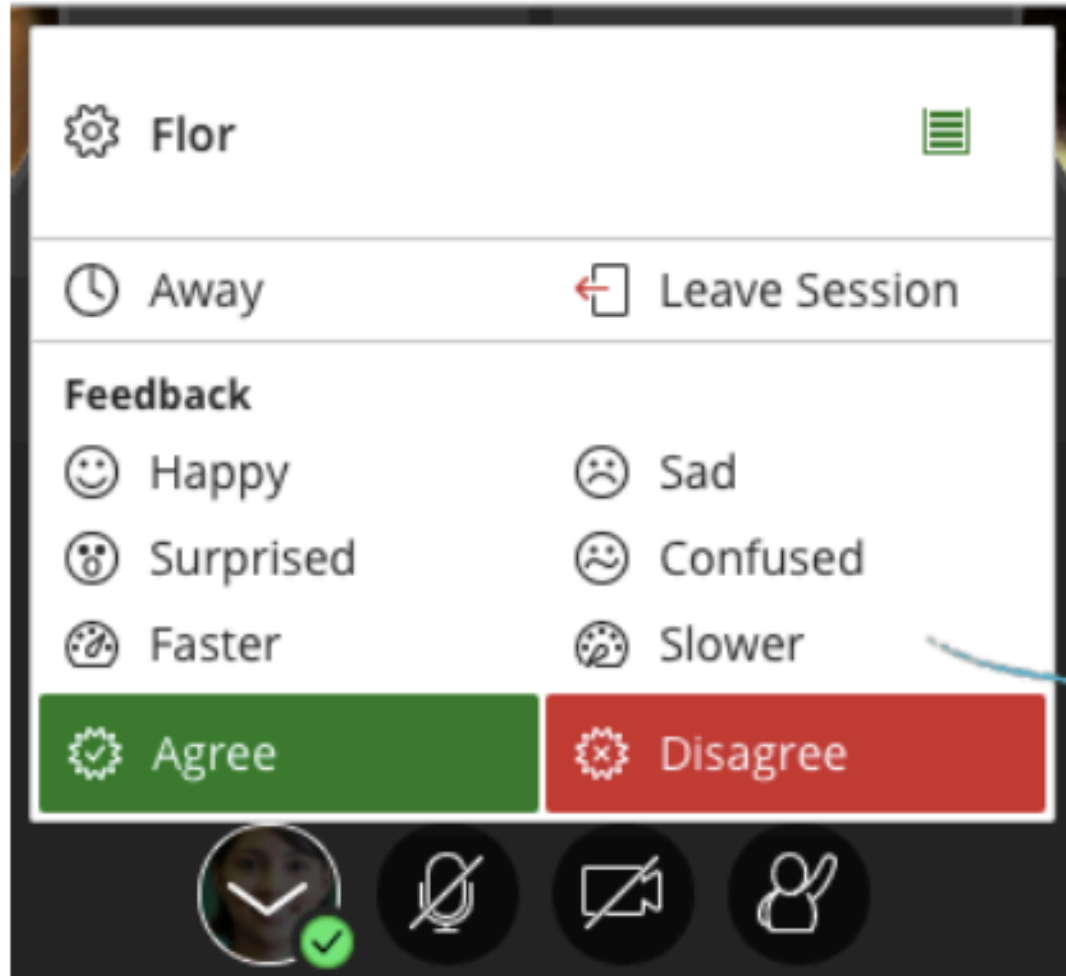 Flor
Away Leave Session
Feedback
Happy Sad
Surprised Confused
Faster Slower
Agree Disagree